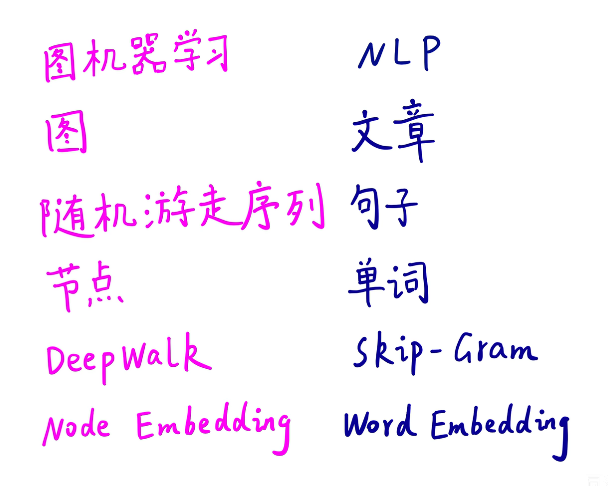 图机器学习 NLP
图 文章
随机游走序列 句子
节点 单词
DeepWalk Skip-Gram
Node Embedding Word Embedding